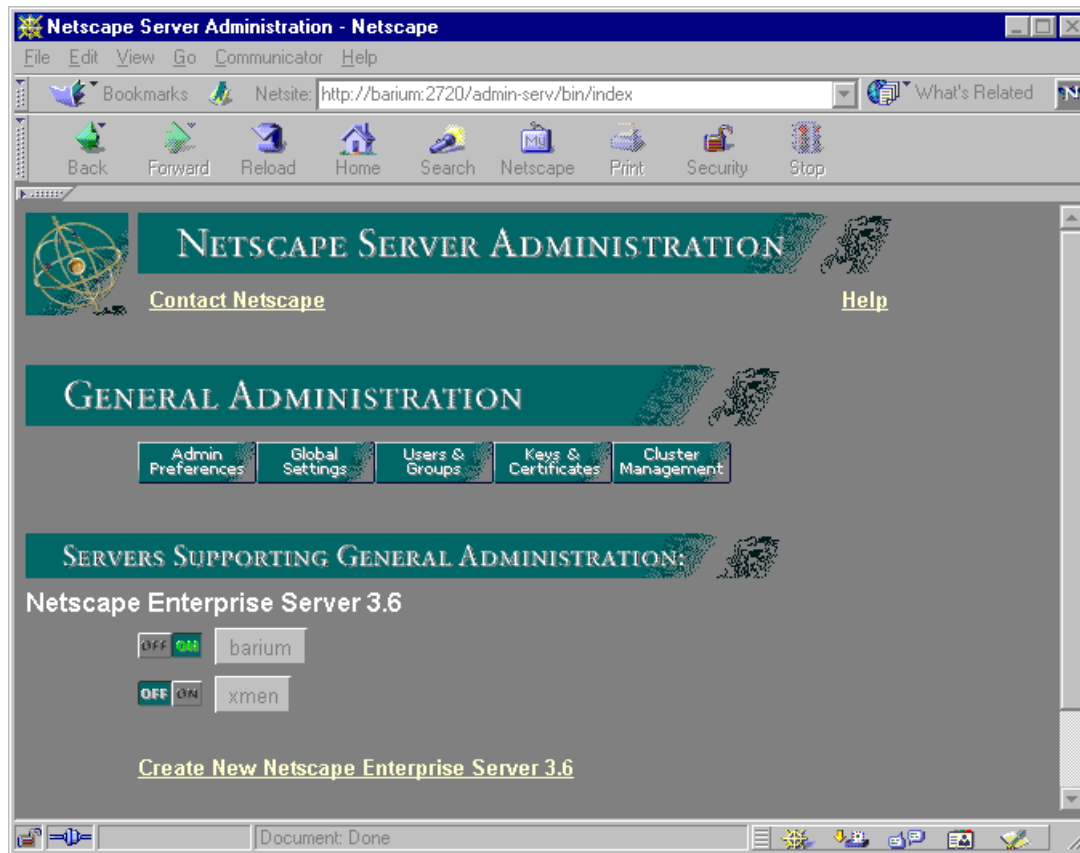 Netscape Server Administration - Netscape
File Edit View Go Communicator Help
Bookmarks Netsite: http://barium:2720/admin-serv/bin/index What's Related N
Back Forward Reload Home Search Netscape Print Security Stop
My
NETSCAPE SERVER ADMINISTRATION
Contact Netscape Help
GENERAL ADMINISTRATION
Admin Preferences
Global Settings
Users & Groups
Keys & Certificates
Cluster Management
SERVERS SUPPORTING GENERAL ADMINISTRATION:
Netscape Enterprise Server 3.6
OFF ON barium
OFF ON xmen
Create New Netscape Enterprise Server 3.6
Document: Done